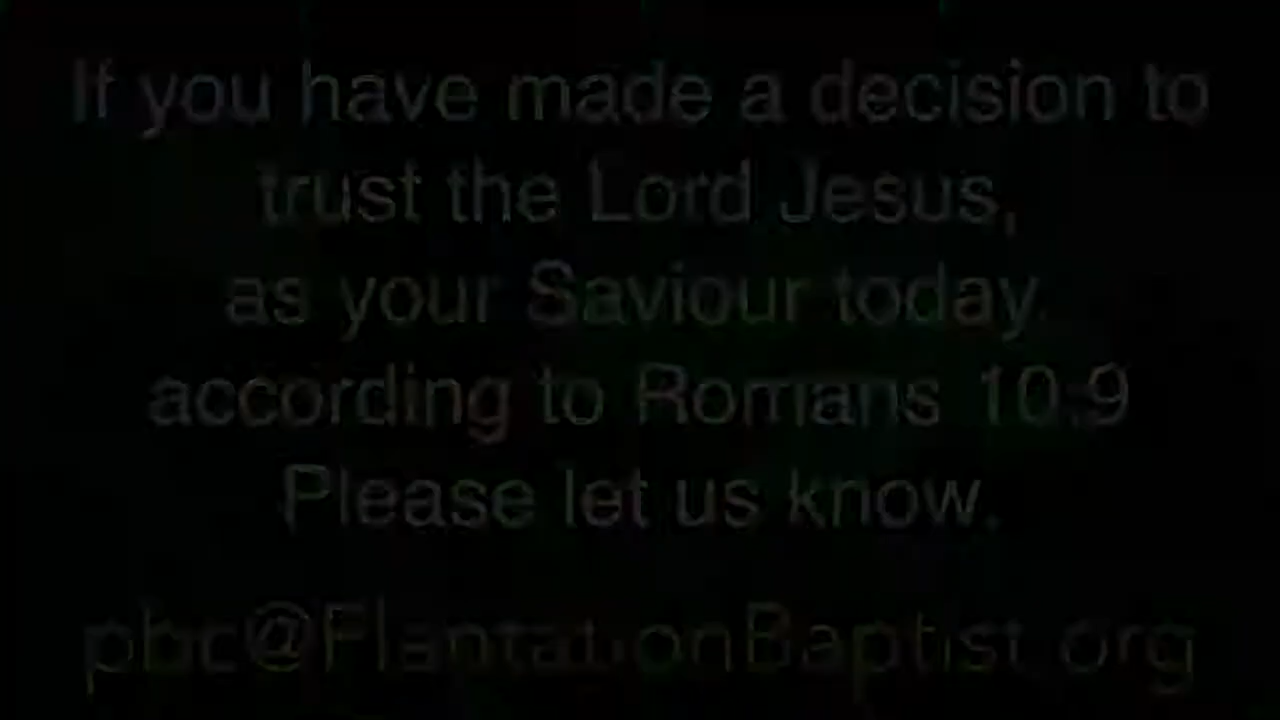 If you have made a decision to
trust the Lord Jesus,
as your Saviour today
according to Romans 10:9
Please let us know.
pbc@PlantationBaptist.org